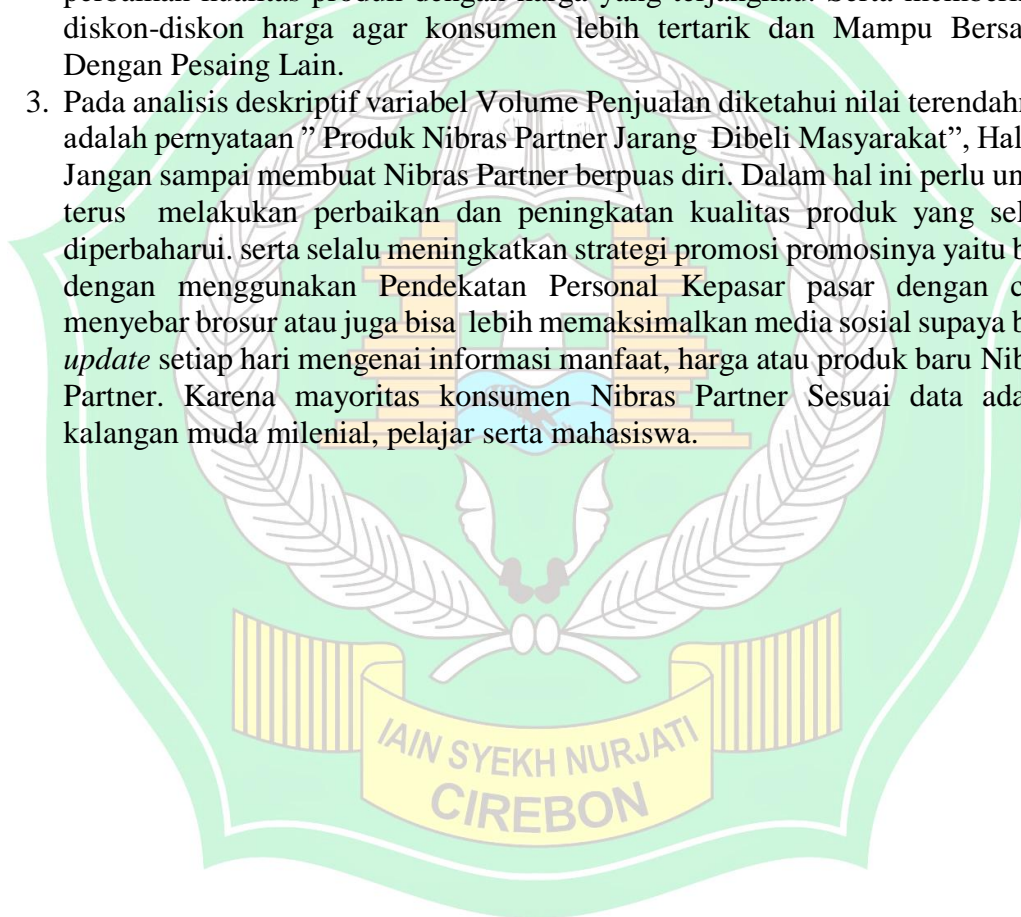 perbaikan kualitas produk dengan harga yang terjangkau. Serta
diskon-diskon harga agar konsumen lebih tertarik dan Mampu Bersa
Dengan Pesaing Lain.
3. Pada analisis deskriptif variabel Volume Penjualan diketahui nilai terendah
adalah pernyataan ” Produk Nibras Partner Jarang Dibeli Masyarakat”, Hal
Jangan sampai membuat Nibras Partner berpuas diri. Dalam hal ini perlu un
terus melakukan perbaikan dan peningkatan kualitas produk yang sel
diperbaharui. serta selalu meningkatkan strategi promosi promosinya yaitu b
dengan menggunakan Pendekatan Personal Kepasar pasar dengan c
menyebar brosur atau juga bisa lebih memaksimalkan media sosial supaya b
update setiap hari mengenai informasi manfaat, harga atau produk baru Nib
Partner. Karena mayoritas konsumen Nibras Partner Sesuai data ada
kalangan muda milenial, pelajar serta mahasiswa.
IAIN SYEKH NURJATI
CIREBON